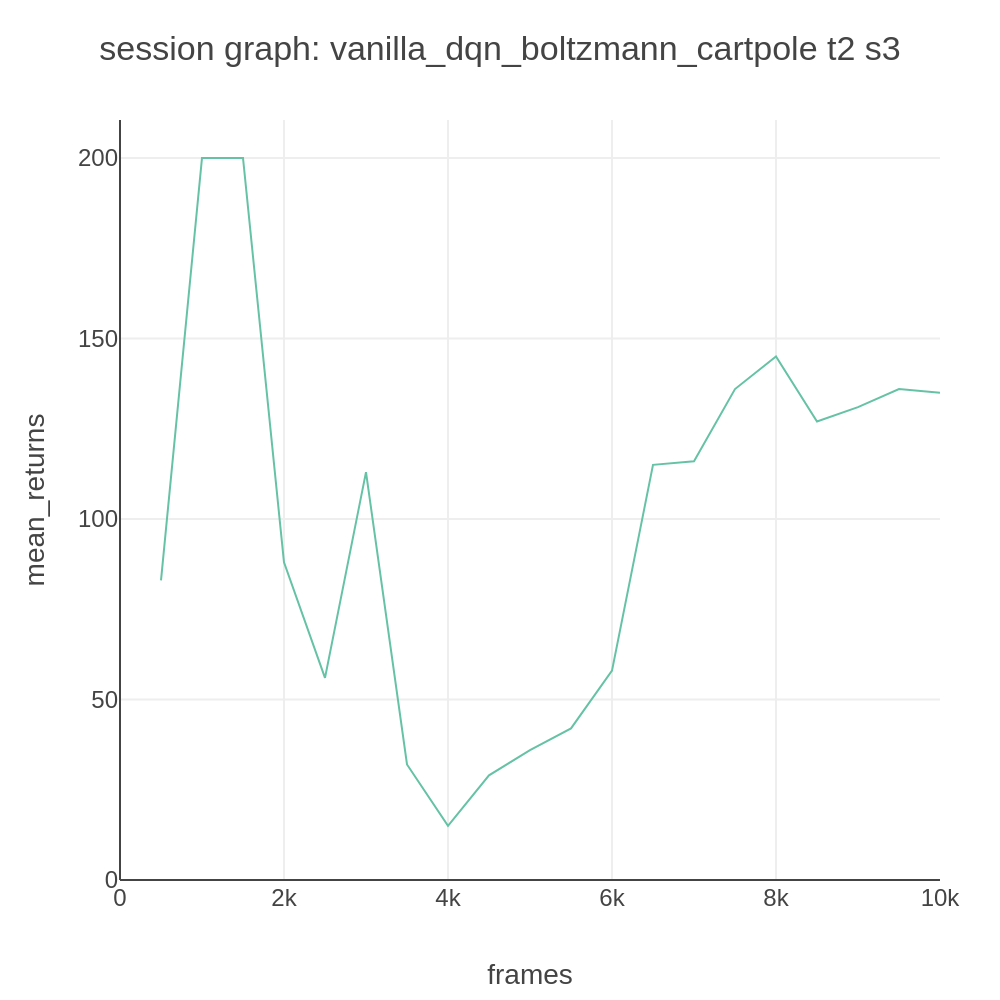 session graph: vanilla_dqn_boltzmann_cartpole t2 s3
200
150
100
50
0
0 2k 4k 6k 8k 10k
mean_returns
frames